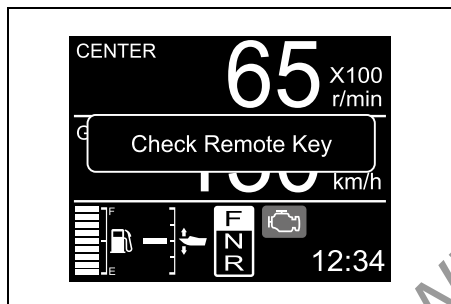 CENTER
65
X100
r/min
Check Remote Key
km/h
F
E
F
N
R
12:34